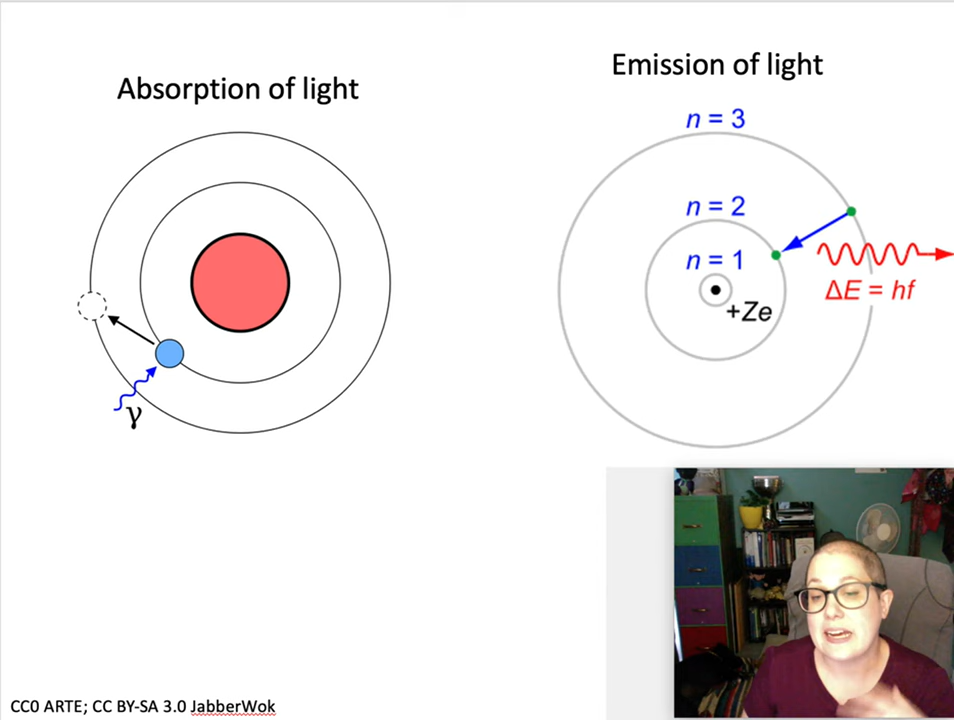 Absorption of light
γ
Emission of light
n = 3
n = 2
n = 1
+Ze
ΔE = hf
CC0 ARTE; CC BY-SA 3.0 JabberWok